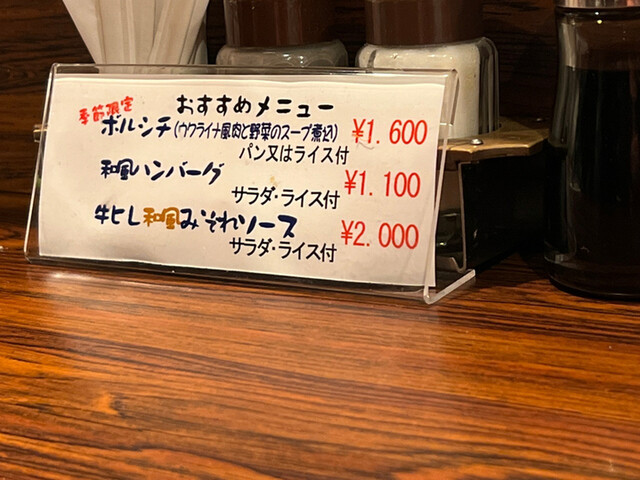 おすすめメニュー
季節限定
ボルシチ(ウクライナ風肉と野菜のスープ煮込) ¥1.600
パン又はライス付
和風ハンバーグ ¥1.100
サラダ・ライス付
牛ヒレ和風みぞれソース ¥2.000
サラダ・ライス付